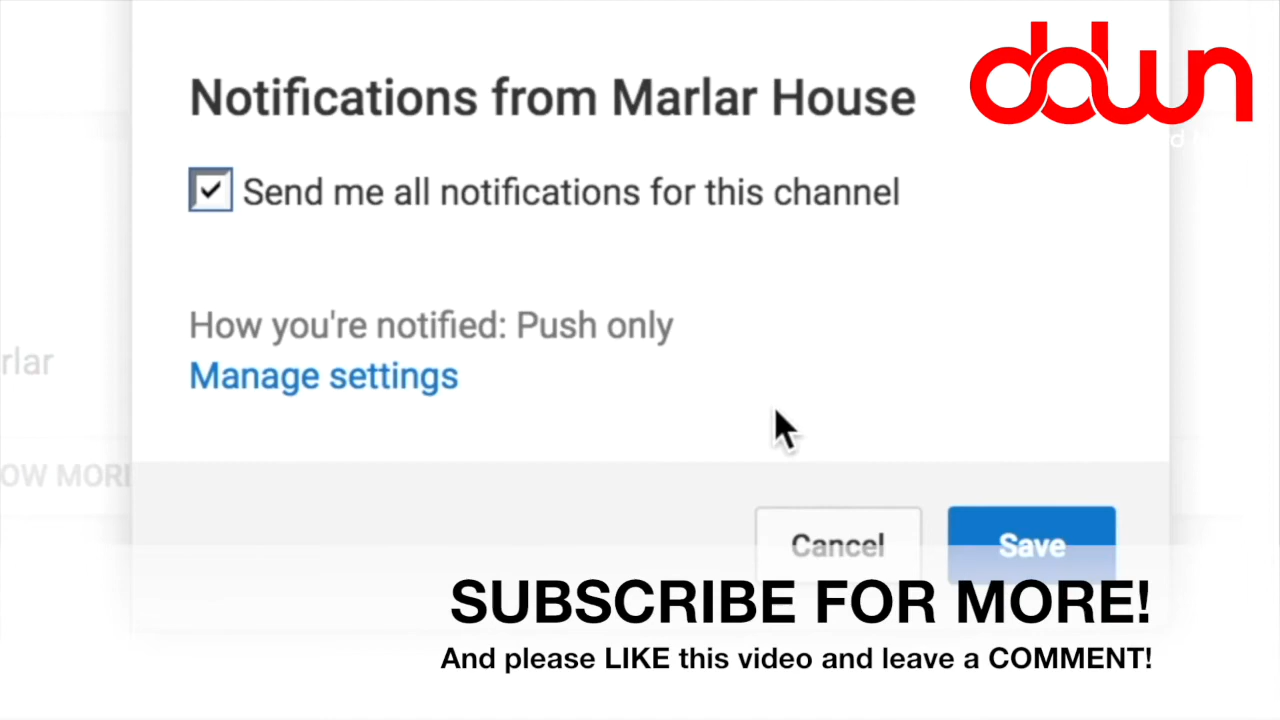 Notifications from Marlar House
Send me all notifications for this channel
How you're notified: Push only
Manage settings
Cancel
Save
SUBSCRIBE FOR MORE!
And please LIKE this video and leave a COMMENT!